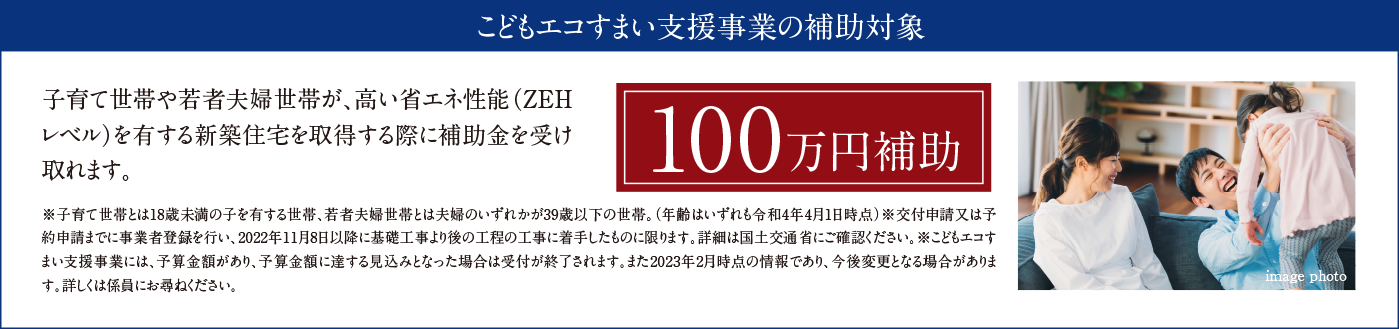 こどもエコすまい支援事業の補助対象
子育て世帯や若者夫婦世帯が、高い省エネ性能(ZEH
レベル)を有する新築住宅を取得する際に補助金を受け
取れます。
100万円補助
※子育て世帯とは18歳未満の子を有する世帯、若者夫婦世帯とは夫婦のいずれかが39歳以下の世帯。(年齢はいずれも令和4年4月1日時点)※交付申請又は予
約申請までに事業者登録を行い、2022年11月8日以降に基礎工事より後の工程の工事に着手したものに限ります。詳細は国土交通省にご確認ください。※こどもエコす
まい支援事業には、予算金額があり、予算金額に達する見込みとなった場合は受付が終了されます。また2023年2月時点の情報であり、今後変更となる場合がありま
す。詳しくは係員にお尋ねください。
image photo